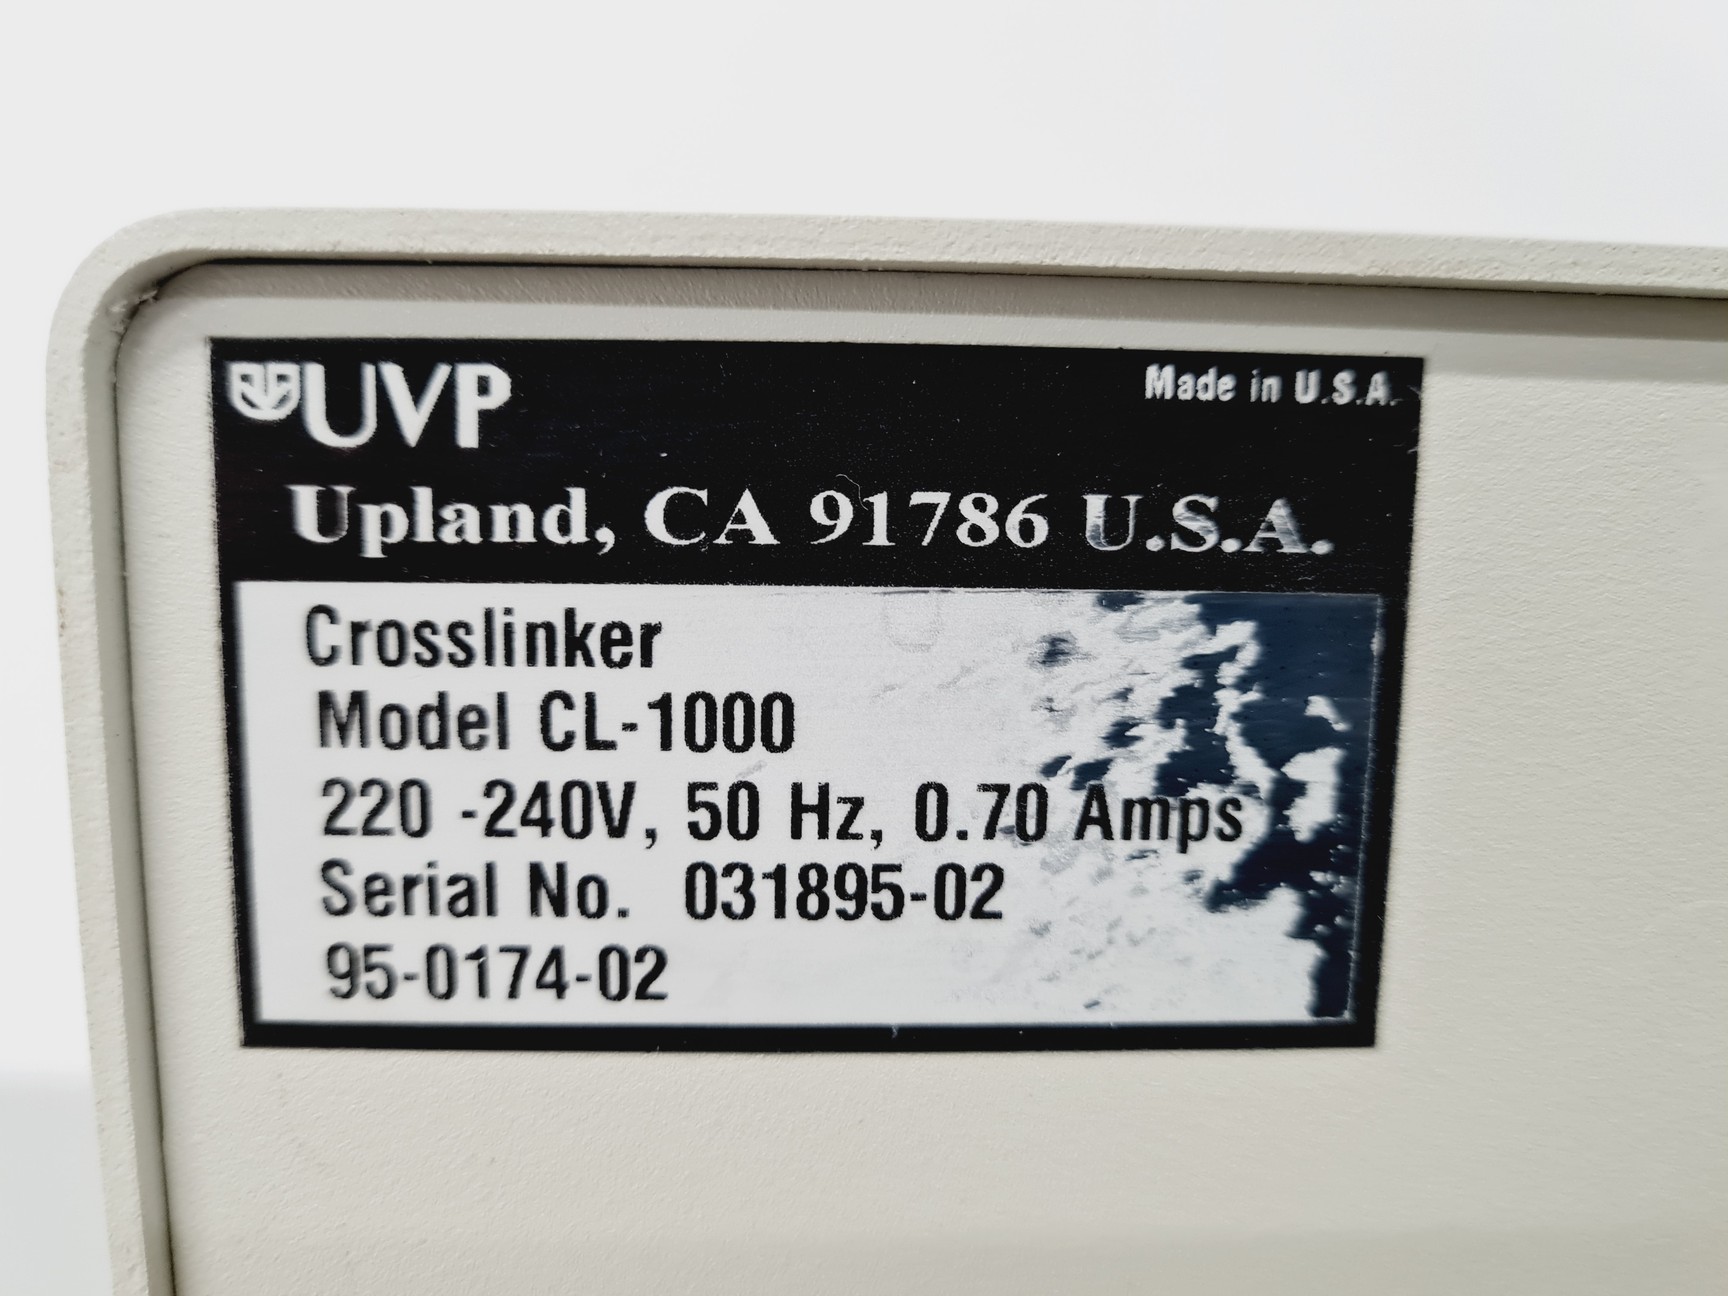 UVP
Made in U.S.A.
Upland, CA 91786 U.S.A.
Crosslinker
Model CL-1000
220 -240V, 50 Hz, 0.70 Amps
Serial No. 031895-02
95-0174-02